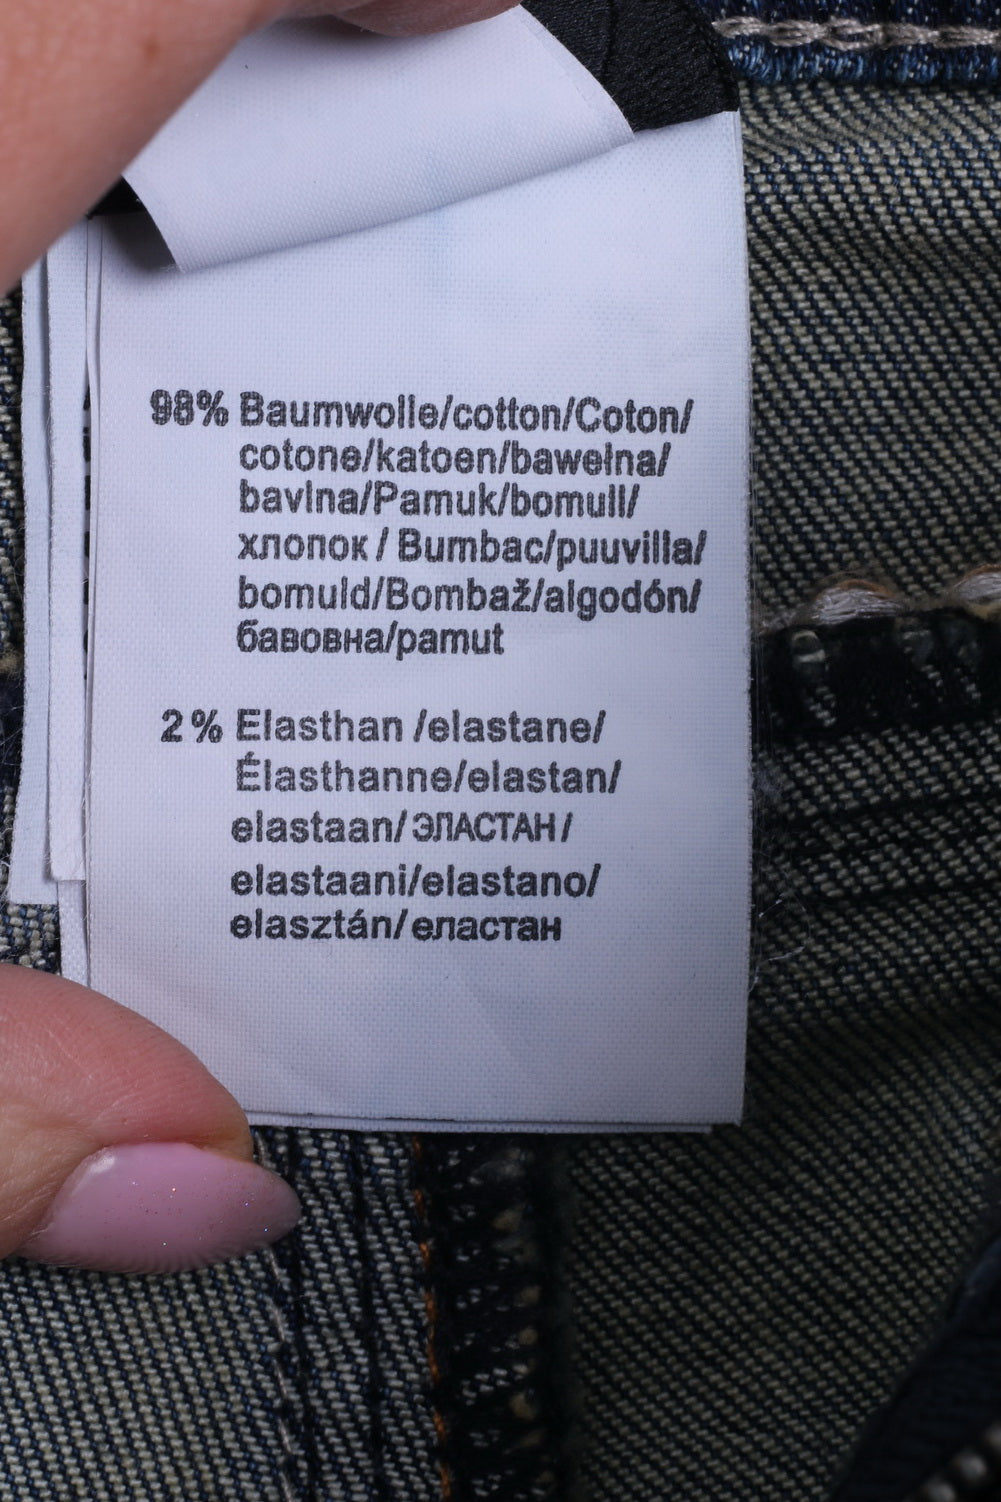 98% Baumwolle/cotton/Coton/
cotone/katoen/bawełna/
bavlna/Pamuk/bomull/
хлопок / Bumbac/puuvilla/
bomuld/Bombaž/algodón/
бавовна/pamut
2% Elasthan /elastane/
Élasthanne/elastan/
elastaan/ЭЛАСТАН/
elastaani/elastano/
elasztán/еластан